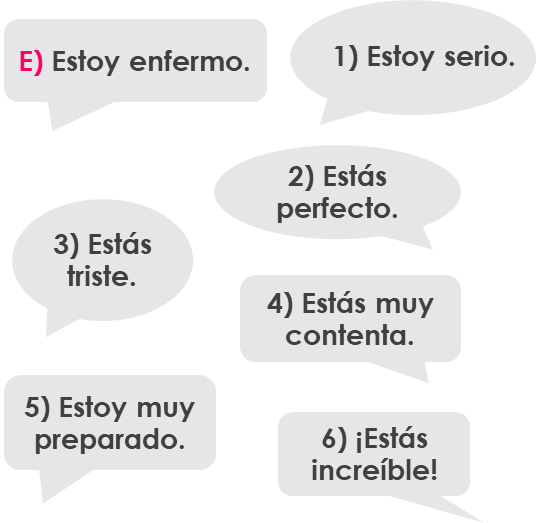 E) Estoy enfermo.
1) Estoy serio.
2) Estás
perfecto.
3) Estás
triste.
4) Estás muy
contenta.
5) Estoy muy
preparado.
6) ¡Estás
increíble!